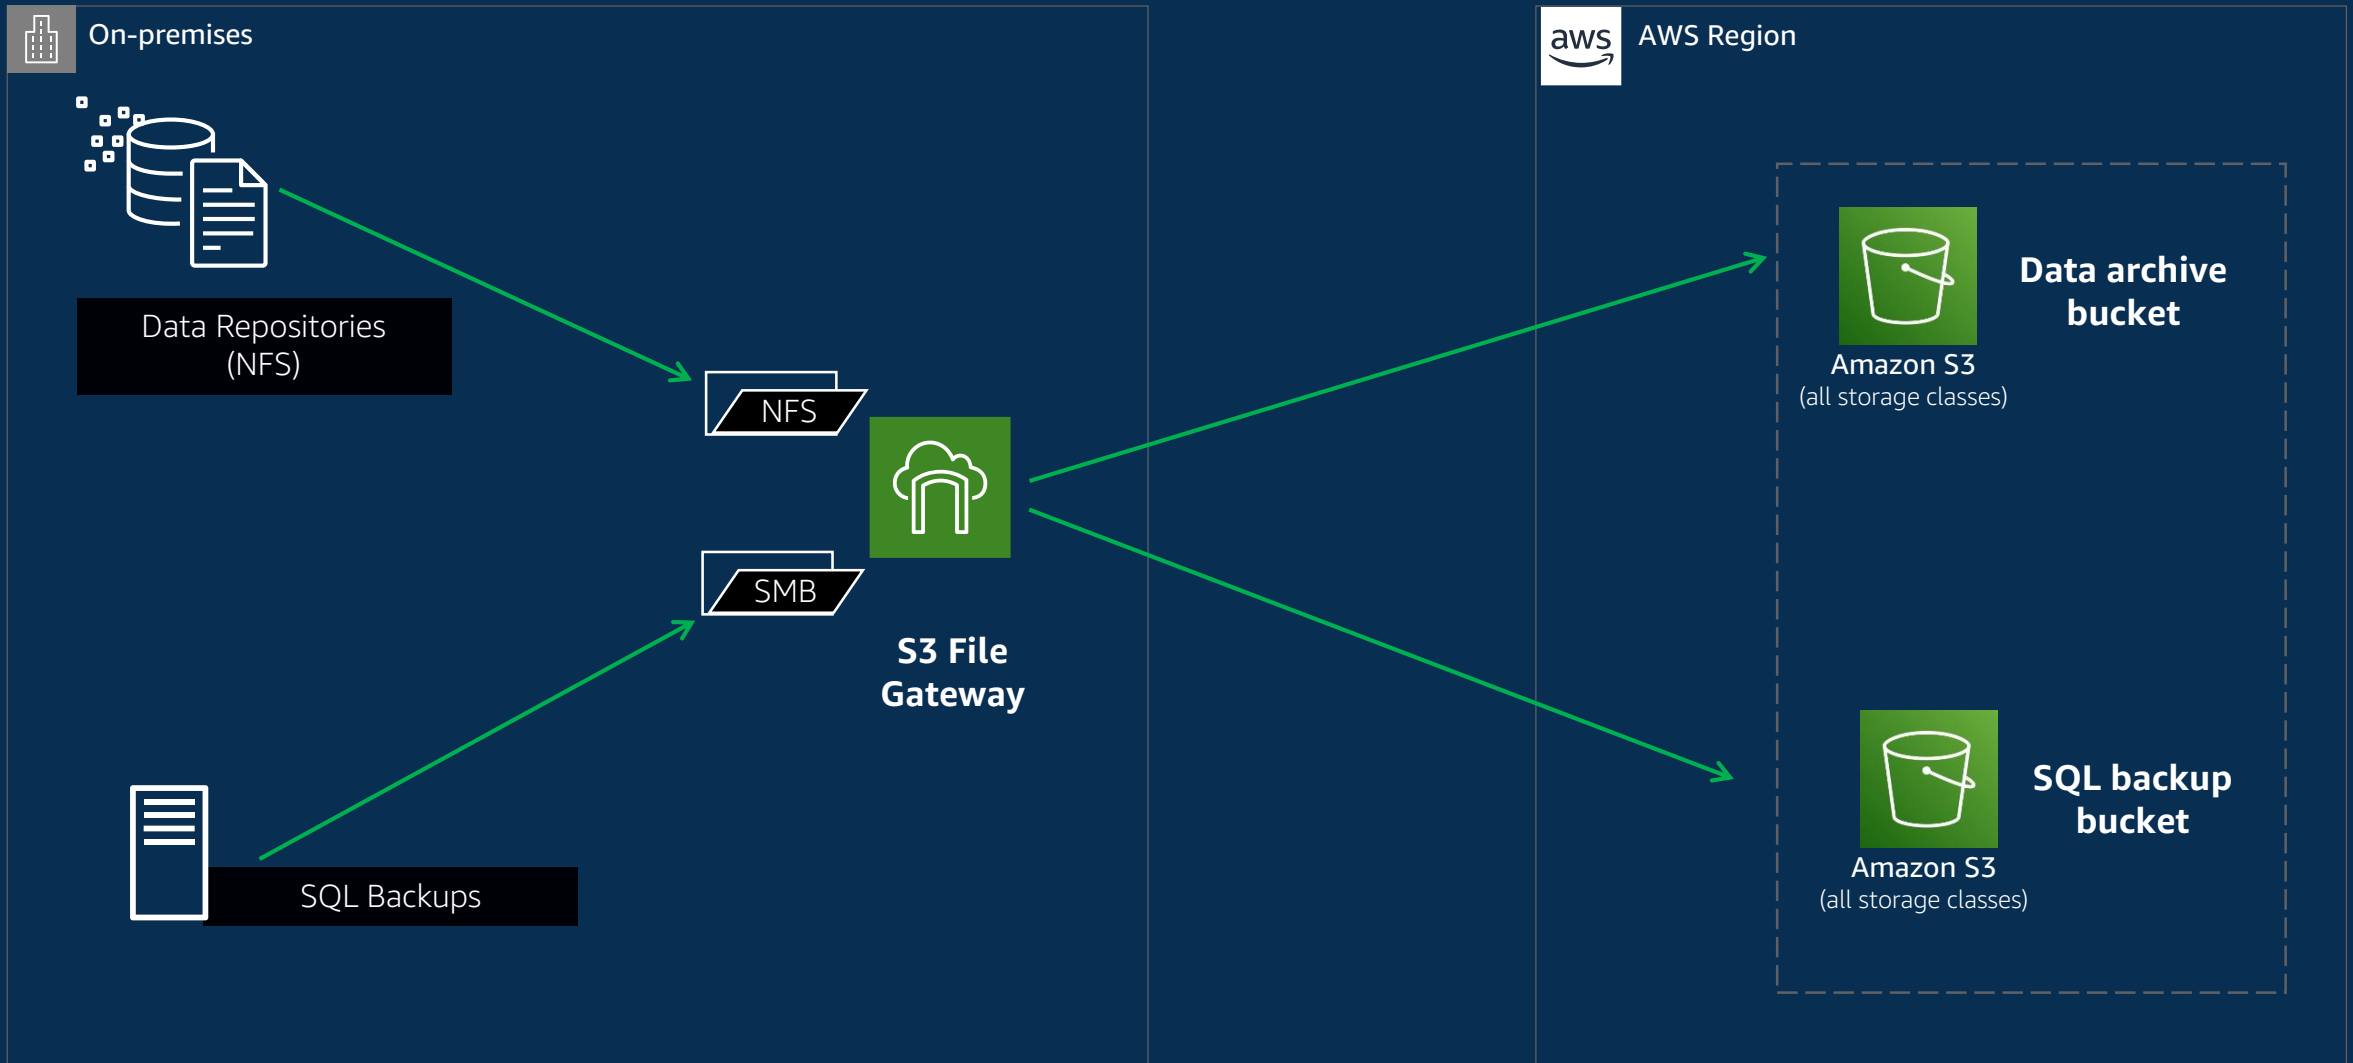 On-premises
aws
AWS Region
Data Repositories
(NFS)
NFS
SMB
S3 File
Gateway
SQL Backups
Data archive
bucket
Amazon S3
(all storage classes)
SQL backup
bucket
Amazon S3
(all storage classes)